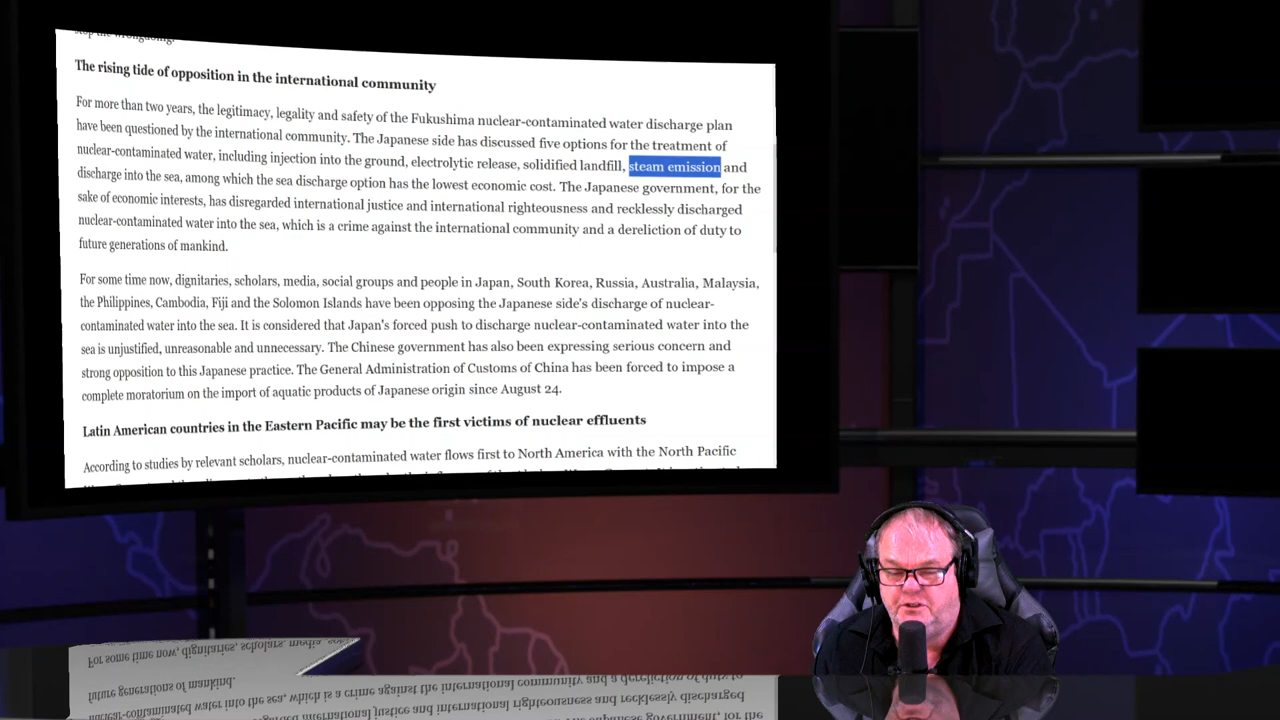 stop the wrongdoing.
The rising tide of opposition in the international community
For more than two years, the legitimacy, legality and safety of the Fukushima nuclear-contaminated water discharge plan
have been questioned by the international community. The Japanese side has discussed five options for the treatment of
nuclear-contaminated water, including injection into the ground, electrolytic release, solidified landfill, steam emission and
discharge into the sea, among which the sea discharge option has the lowest economic cost. The Japanese government, for the
sake of economic interests, has disregarded international justice and international righteousness and recklessly discharged
nuclear-contaminated water into the sea, which is a crime against the international community and a dereliction of duty to
future generations of mankind.
For some time now, dignitaries, scholars, media, social groups and people in Japan, South Korea, Russia, Australia, Malaysia,
the Philippines, Cambodia, Fiji and the Solomon Islands have been opposing the Japanese side's discharge of nuclear-
contaminated water into the sea. It is considered that Japan's forced push to discharge nuclear-contaminated water into the
sea is unjustified, unreasonable and unnecessary. The Chinese government has also been expressing serious concern and
strong opposition to this Japanese practice. The General Administration of Customs of China has been forced to impose a
complete moratorium on the import of aquatic products of Japanese origin since August 24.
Latin American countries in the Eastern Pacific may be the first victims of nuclear effluents
According to studies by relevant scholars, nuclear-contaminated water flows first to North America with the North Pacific